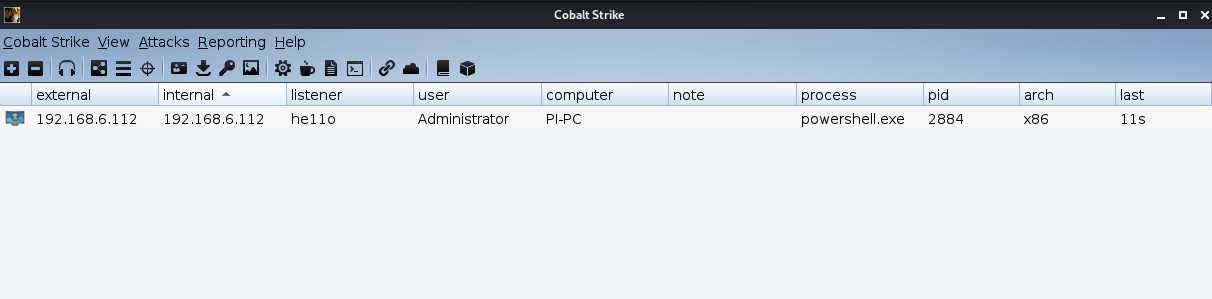 Cobalt Strike
Cobalt Strike View Attacks Reporting Help
external internal listener user computer note process pid arch last
192.168.6.112 192.168.6.112 he11o Administrator PI-PC powershell.exe 2884 x86 11s